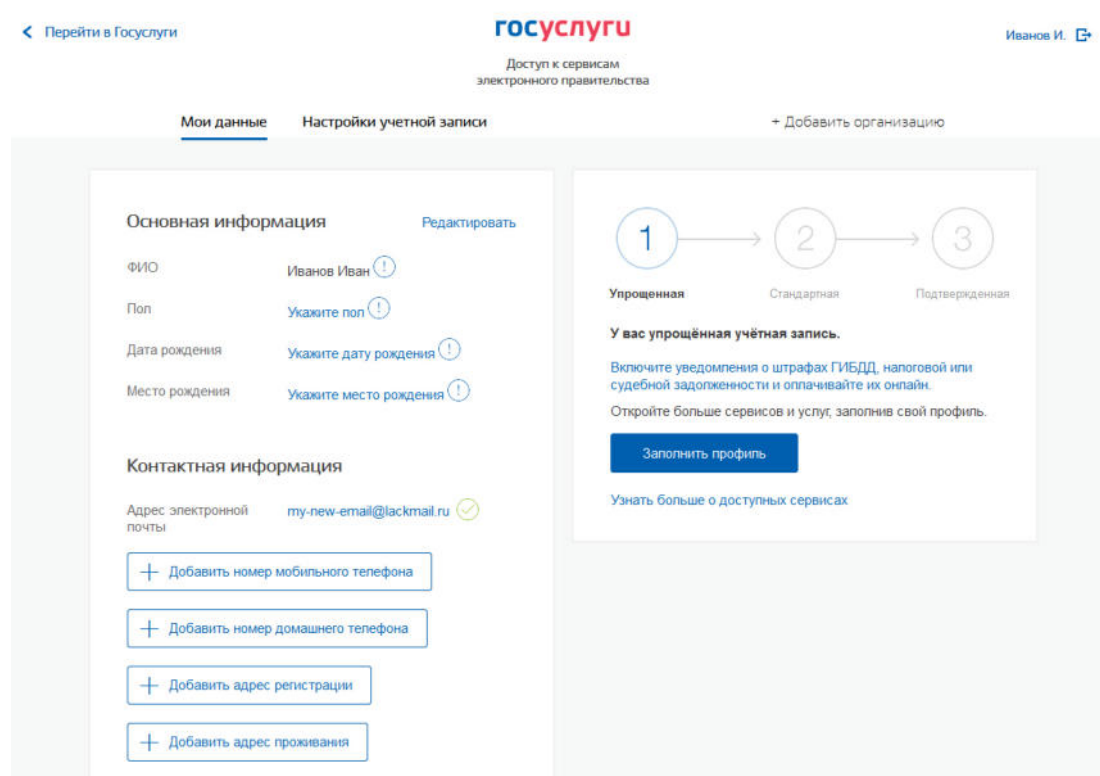 Перейти в Госуслуги
госуслуги
Иванов И.
Доступ к сервисам
электронного правительства
Мои данные
Настройки учетной записи
+ Добавить организацию
Основная информация
Редактировать
ФИО
Иванов Иван
Пол
Укажите пол
Дата рождения
Укажите дату рождения
Место рождения
Укажите место рождения
Контактная информация
Адрес электронной
почты
my-new-email@lackmail.ru
Добавить номер мобильного телефона
Добавить номер домашнего телефона
Добавить адрес регистрации
Добавить адрес проживания
1
2
3
Упрощенная
Стандартная
Подтвержденная
У вас упрощённая учётная запись.
Включите уведомления о штрафах ГИБДД, налоговой или
судебной задолженности и оплачивайте их онлайн.
Откройте больше сервисов и услуг, заполнив свой профиль.
Заполнить профиль
Узнать больше о доступных сервисах